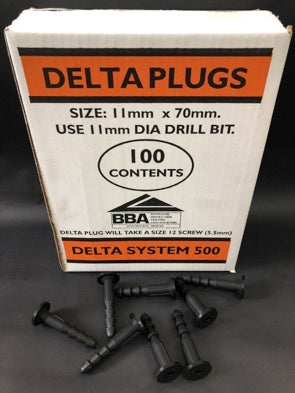 DELTA PLUGS
SIZE: 11mm x 70mm.
USE 11mm DIA DRILL BIT.
100
CONTENTS
BBA
DELTA PLUG WILL TAKE A SIZE 12 SCREW (5.5mm)
DELTA SYSTEM 500